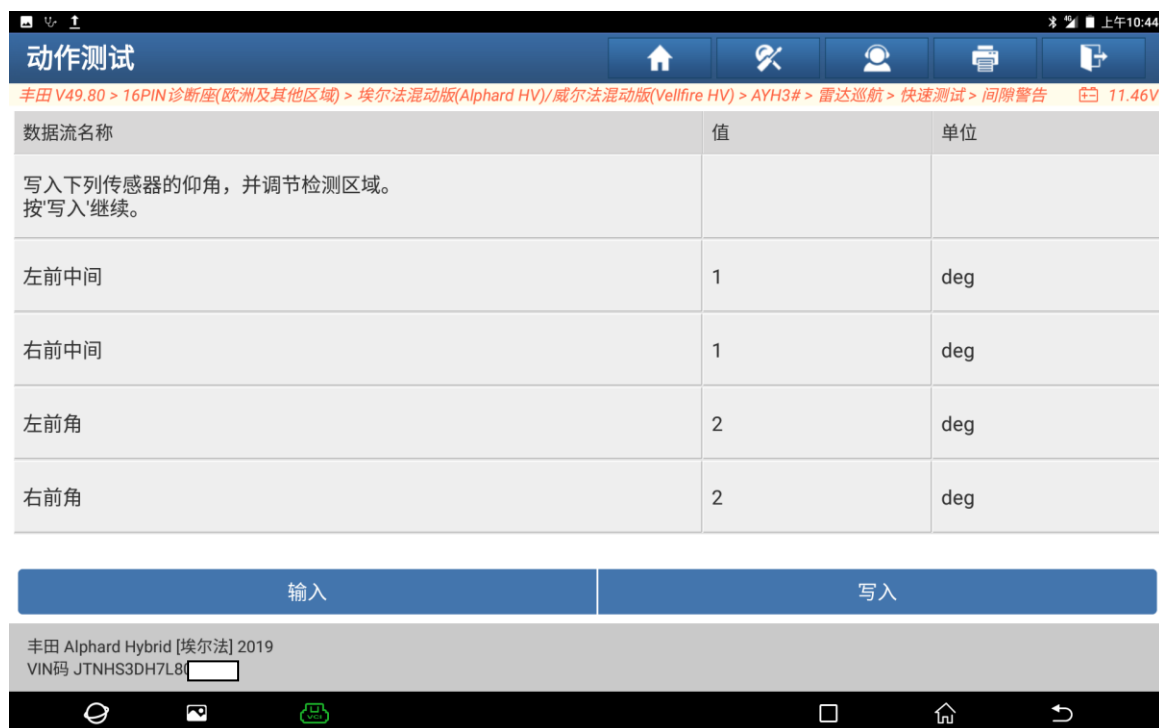 上午10:44
动作测试
丰田 V49.80 > 16PIN诊断座(欧洲及其他区域) > 埃尔法混动版(Alphard HV)/威尔法混动版(Vellfire HV) > AYH3# > 雷达巡航 > 快速测试 > 间隙警告 11.46V
数据流名称 值 单位
写入下列传感器的仰角，并调节检测区域。
按'写入'继续。
左前中间 1 deg
右前中间 1 deg
左前角 2 deg
右前角 2 deg
输入 写入
丰田 Alphard Hybrid [埃尔法] 2019
VIN码 JTNHS3DH7L8
VCI